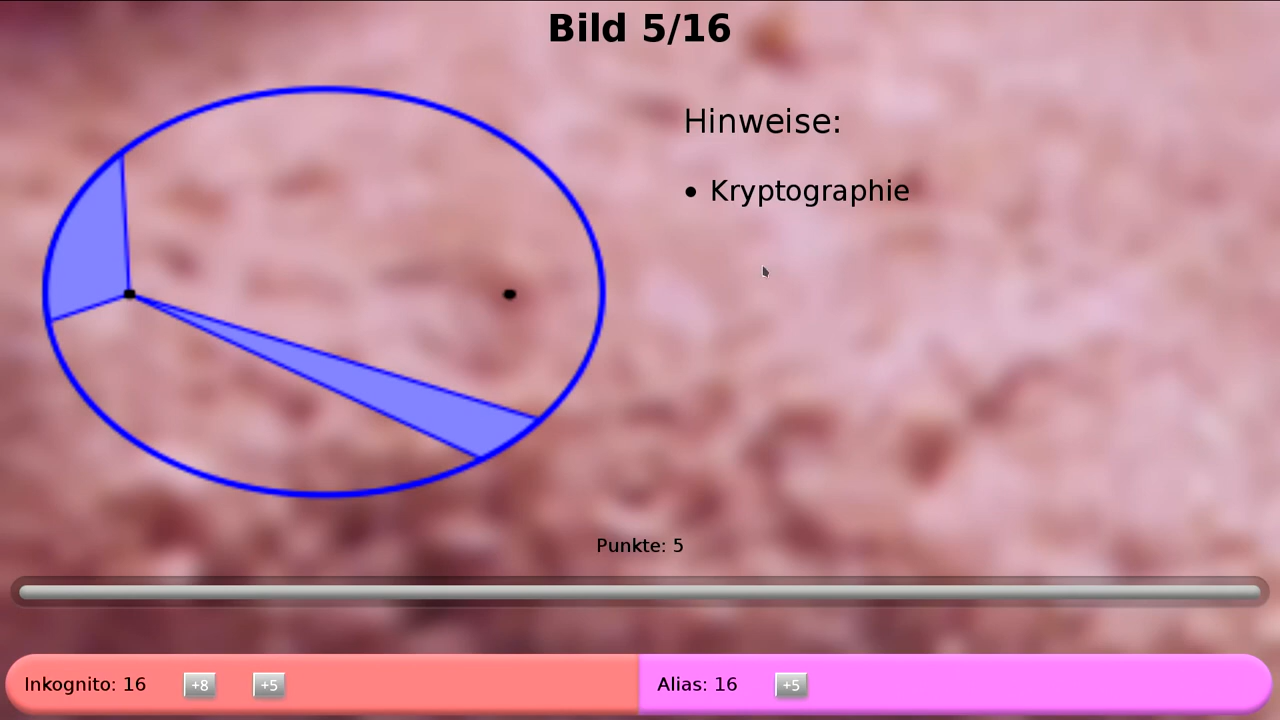 Bild 5/16
Hinweise:
• Kryptographie
Punkte: 5
Inkognito: 16 +8 +5 Alias: 16 +5